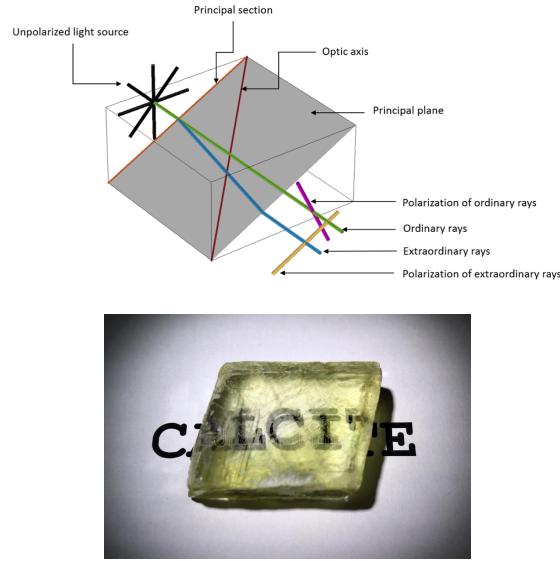 Principal section
Unpolarized light source
Optic axis
Principal plane
Polarization of ordinary rays
Ordinary rays
Extraordinary rays
Polarization of extraordinary rays
CALCITE